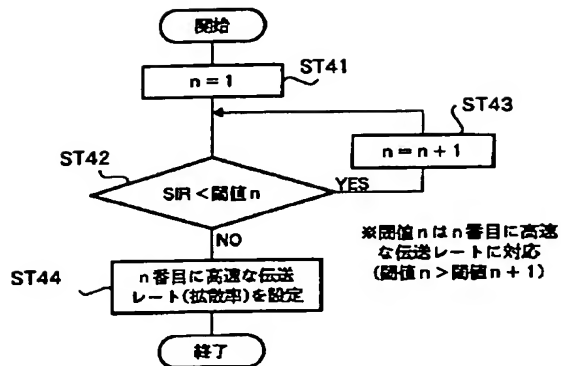 開始
ST41
n = 1
ST43
n = n + 1
ST42
SIR < 閾値 n
YES
NO
※閾値 n は n 番目に高速
な伝送レートに対応
(閾値 n > 閾値 n + 1)
ST44
n 番目に高速な伝送
レート(拡散率)を設定
終了